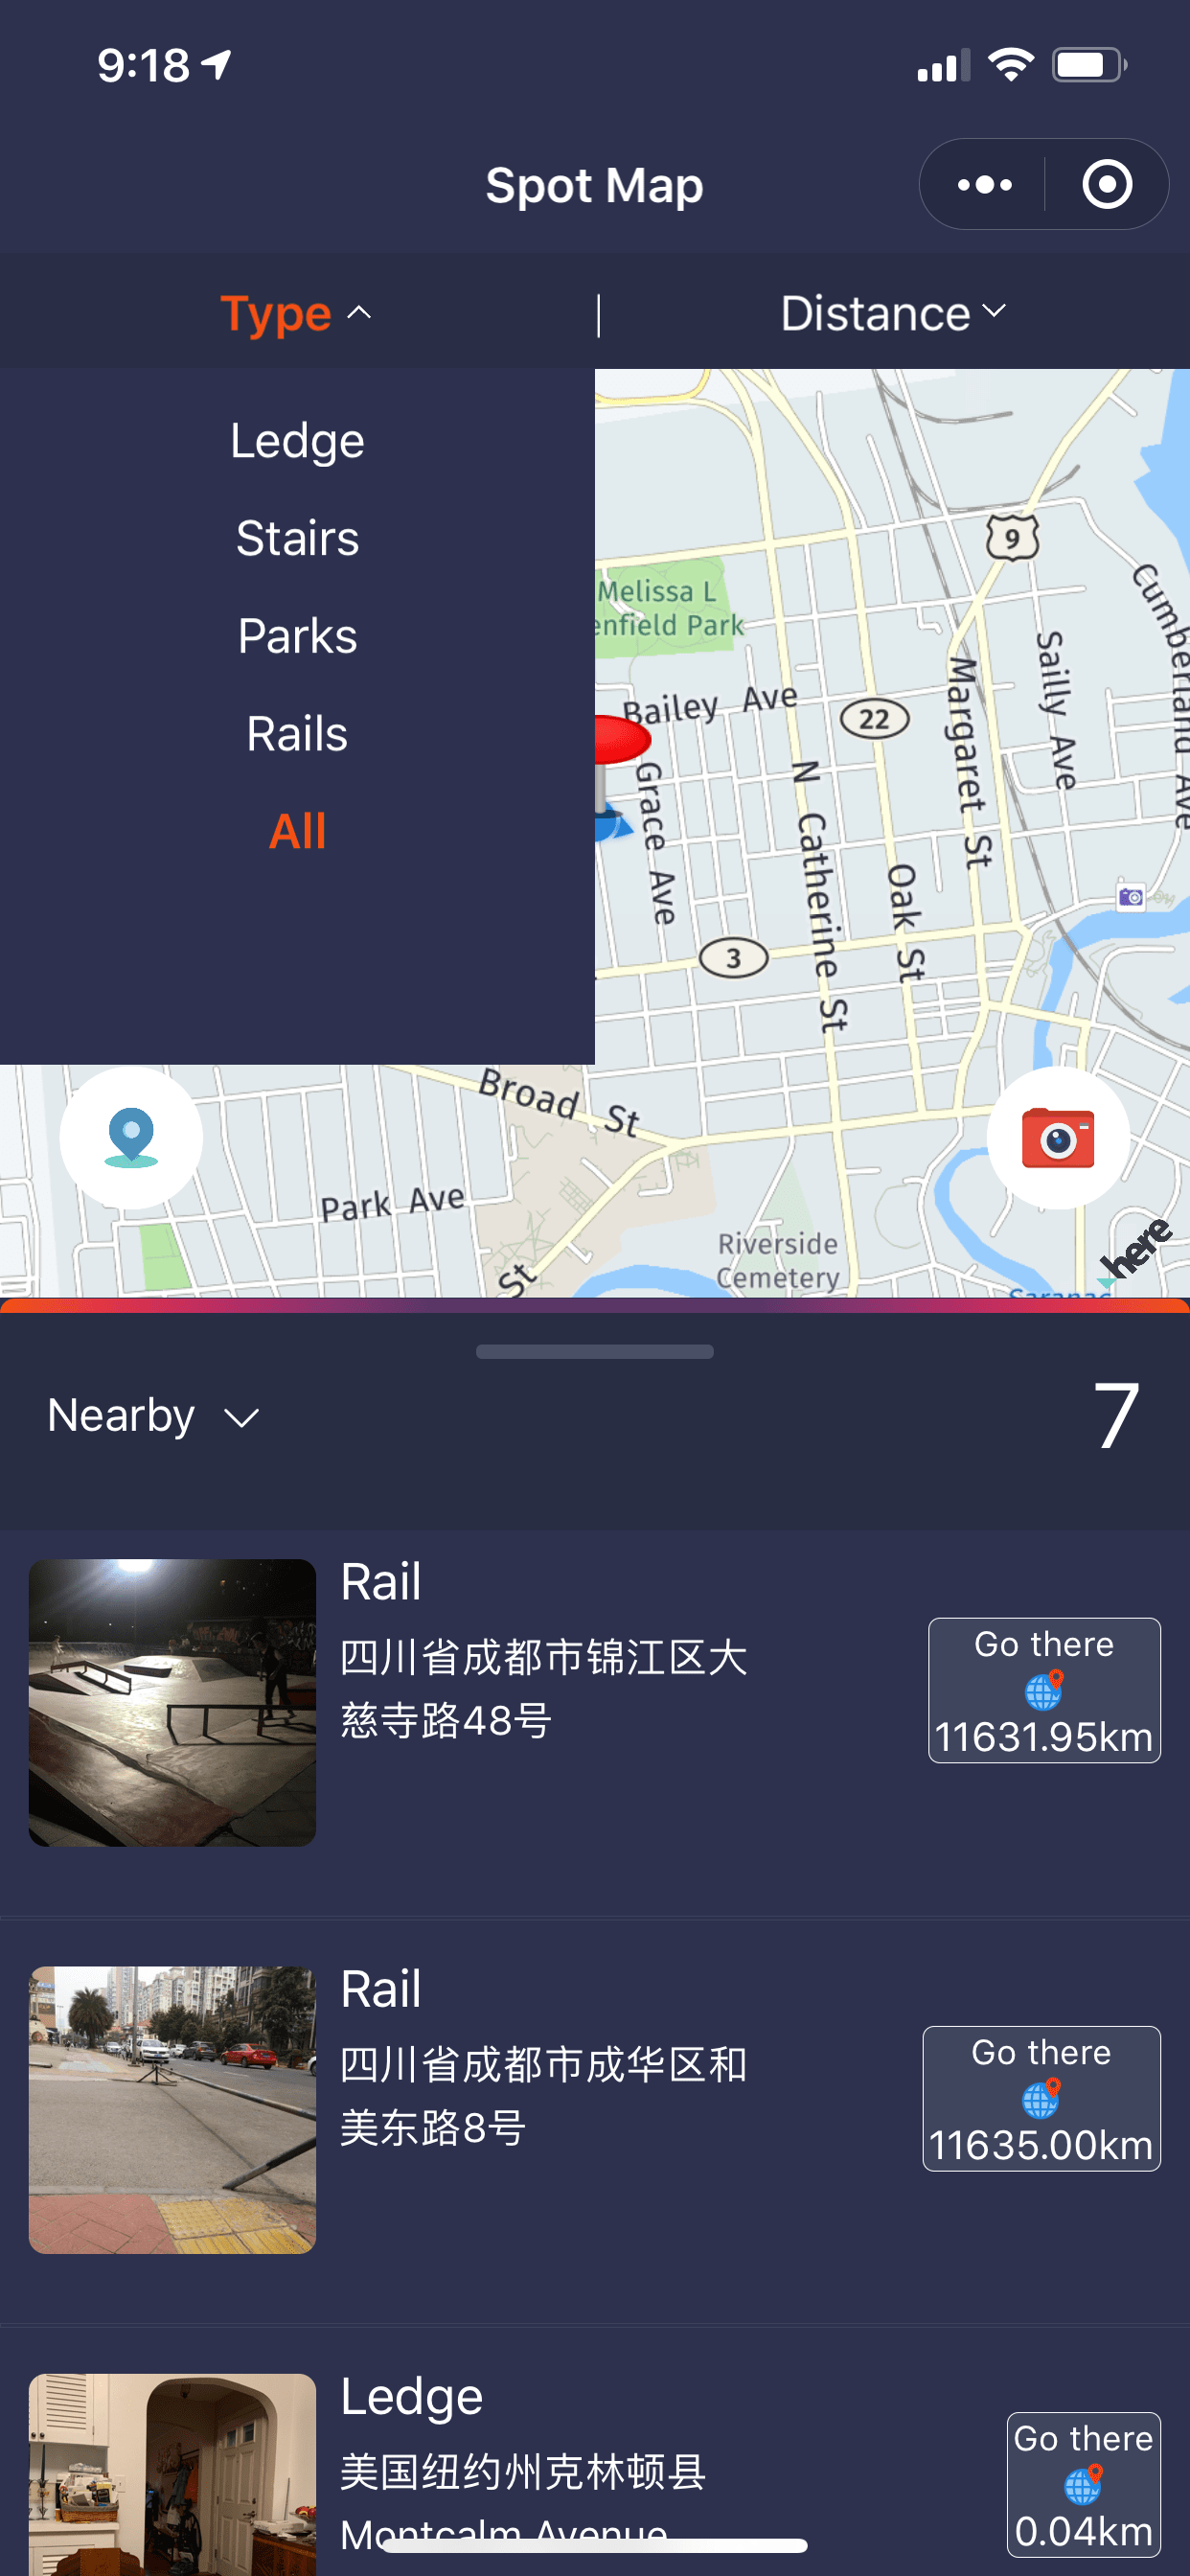 9:18
Spot Map
Type
Distance
Ledge
Stairs
Parks
Rails
All
Melissa L
enfield Park
Bailey Ave
Grace Ave
N Catherine St
Oak St
Margaret St
Sailly Ave
Cumberland Ave
9
22
3
Broad St
Park Ave
St
Riverside
Cemetery
Saranac
here
Nearby
7
Rail
四川省成都市锦江区大
慈寺路48号
Go there
11631.95km
Rail
四川省成都市成华区和
美东路8号
Go there
11635.00km
Ledge
美国纽约州克林顿县
Montcalm Avenue
Go there
0.04km